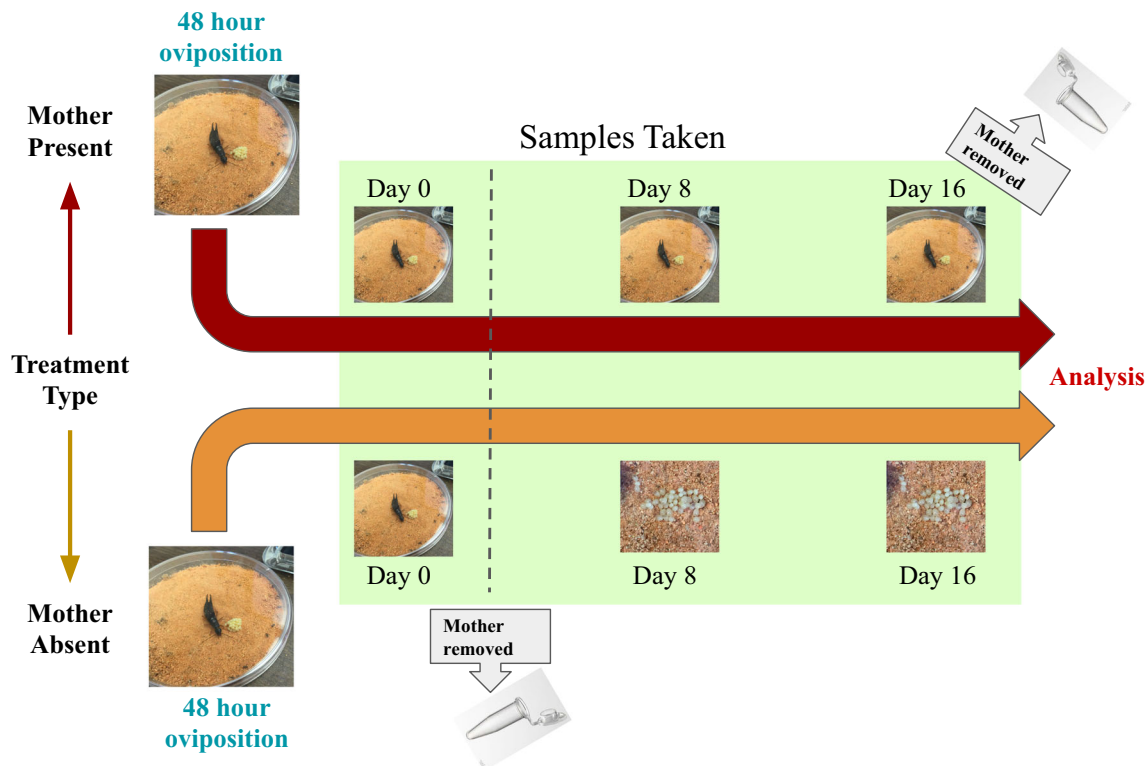 48 hour
oviposition
Mother
Present
Samples Taken
Mother
removed
Day 0
Day 8
Day 16
Treatment
Type
Analysis
Day 0
Day 8
Day 16
Mother
Absent
Mother
removed
48 hour
oviposition